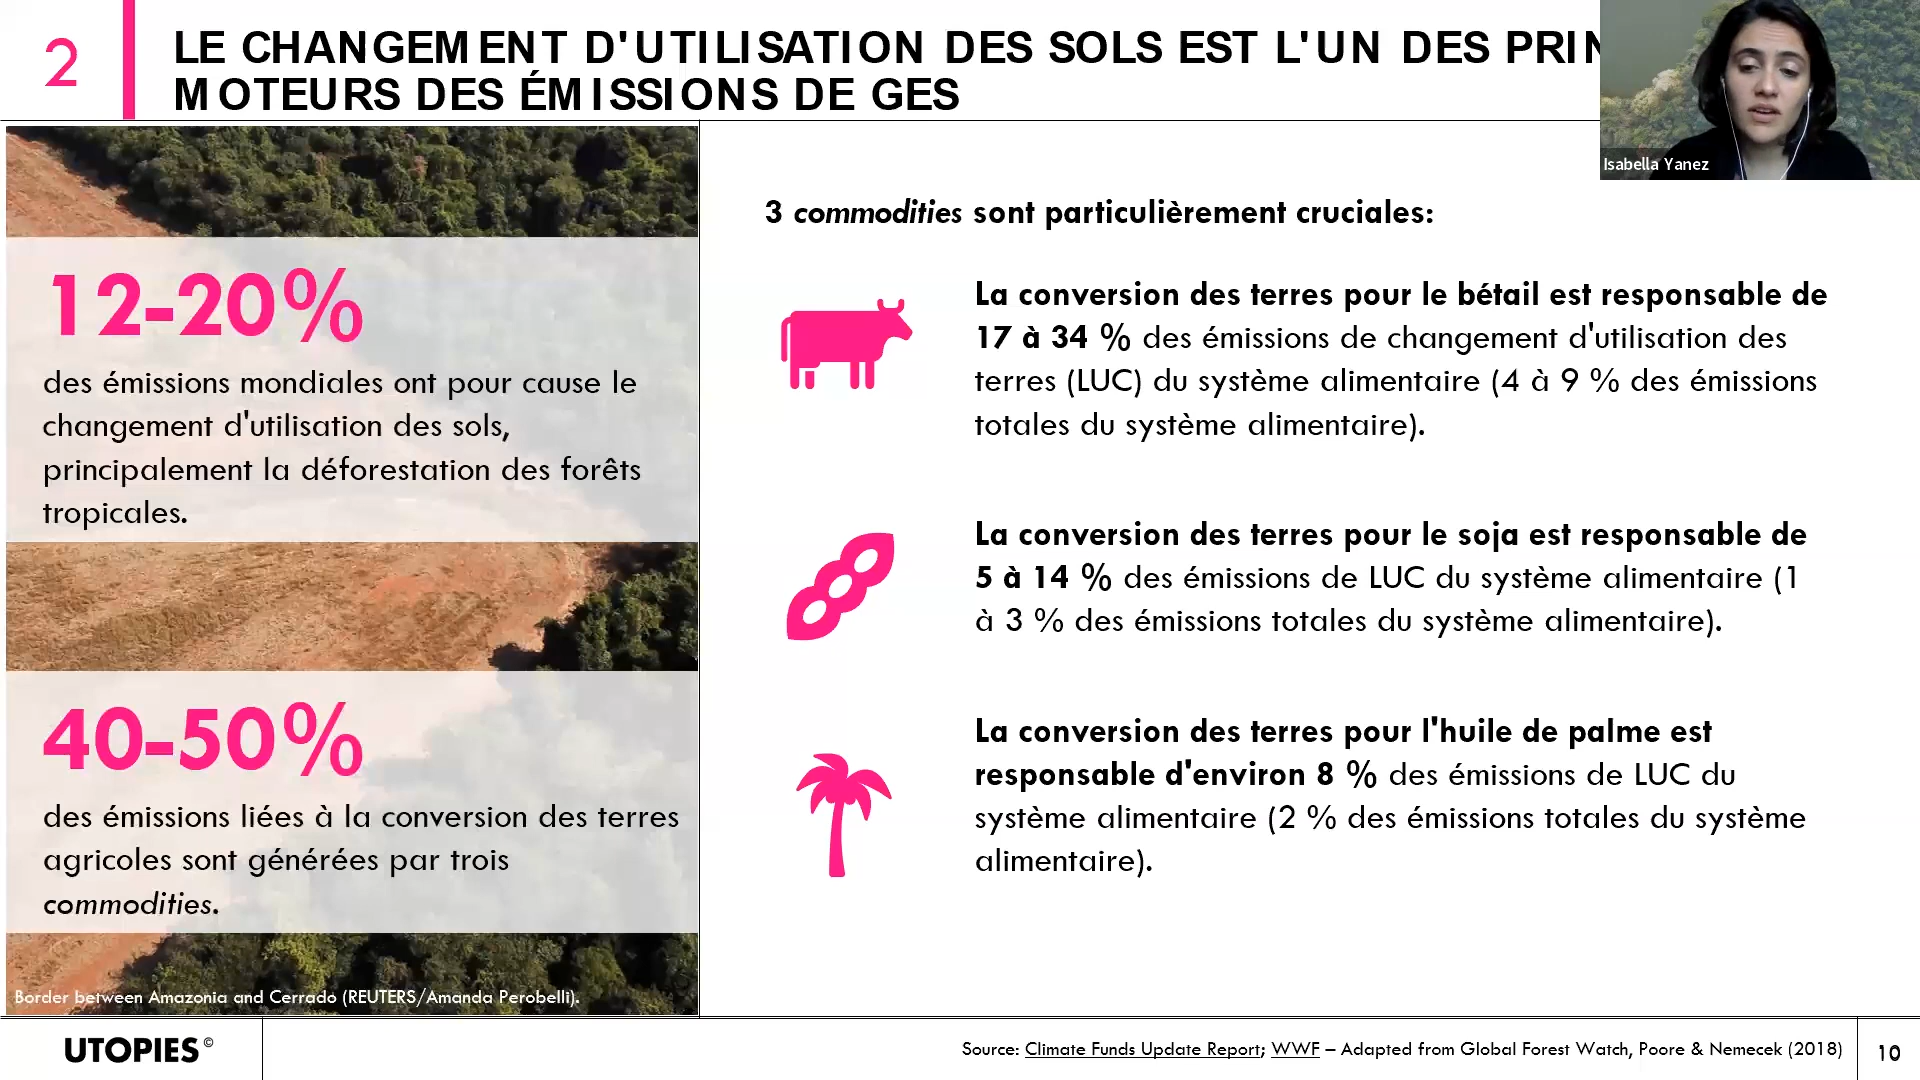 2
LE CHANGEMENT D'UTILISATION DES SOLS EST L'UN DES
MOTEURS DES ÉMISSIONS DE GES
Isabella Yanez
12-20%
des émissions mondiales ont pour cause le
changement d'utilisation des sols,
principalement la déforestation des forêts
tropicales.
40-50%
des émissions liées à la conversion des terres
agricoles sont générées par trois
commodities.
Border between Amazonia and Cerrado (REUTERS/Amanda Perobelli).
3 commodities sont particulièrement cruciales:
La conversion des terres pour le bétail est responsable de
17 à 34 % des émissions de changement d'utilisation des
terres (LUC) du système alimentaire (4 à 9 % des émissions
totales du système alimentaire).
La conversion des terres pour le soja est responsable de
5 à 14 % des émissions de LUC du système alimentaire (1
à 3 % des émissions totales du système alimentaire).
La conversion des terres pour l'huile de palme est
responsable d'environ 8 % des émissions de LUC du
système alimentaire (2 % des émissions totales du système
alimentaire).
UTOPIES©
Source: Climate Funds Update Report; WWF – Adapted from Global Forest Watch, Poore & Nemecek (2018)
10